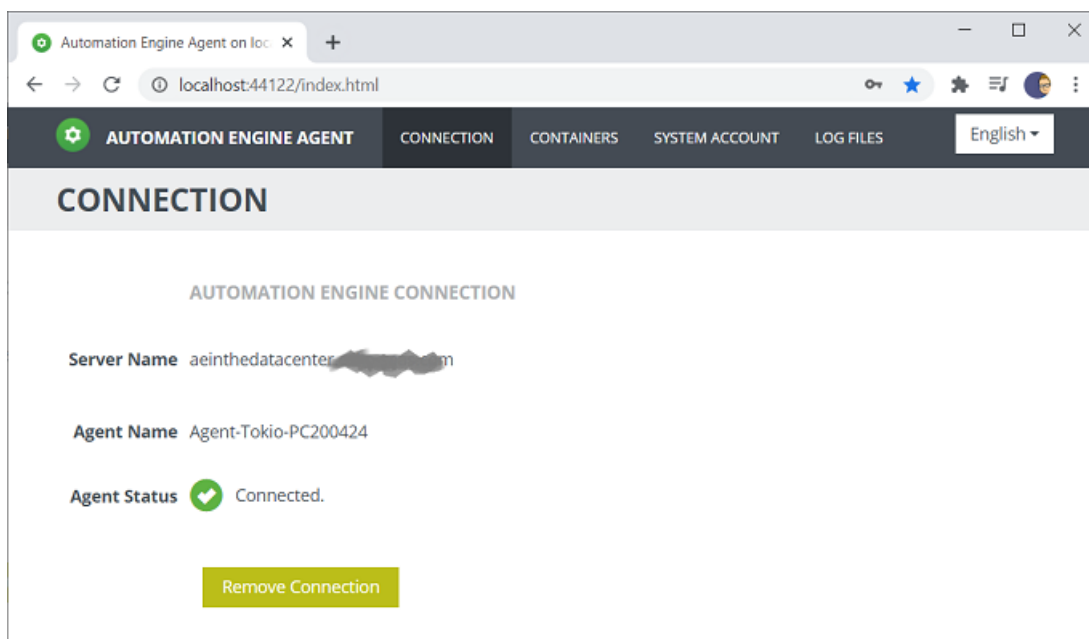 Automation Engine Agent on loc
localhost:44122/index.html
AUTOMATION ENGINE AGENT CONNECTION CONTAINERS SYSTEM ACCOUNT LOG FILES English
CONNECTION
AUTOMATION ENGINE CONNECTION
Server Name aeinthedatacenter
Agent Name Agent-Tokio-PC200424
Agent Status Connected.
Remove Connection